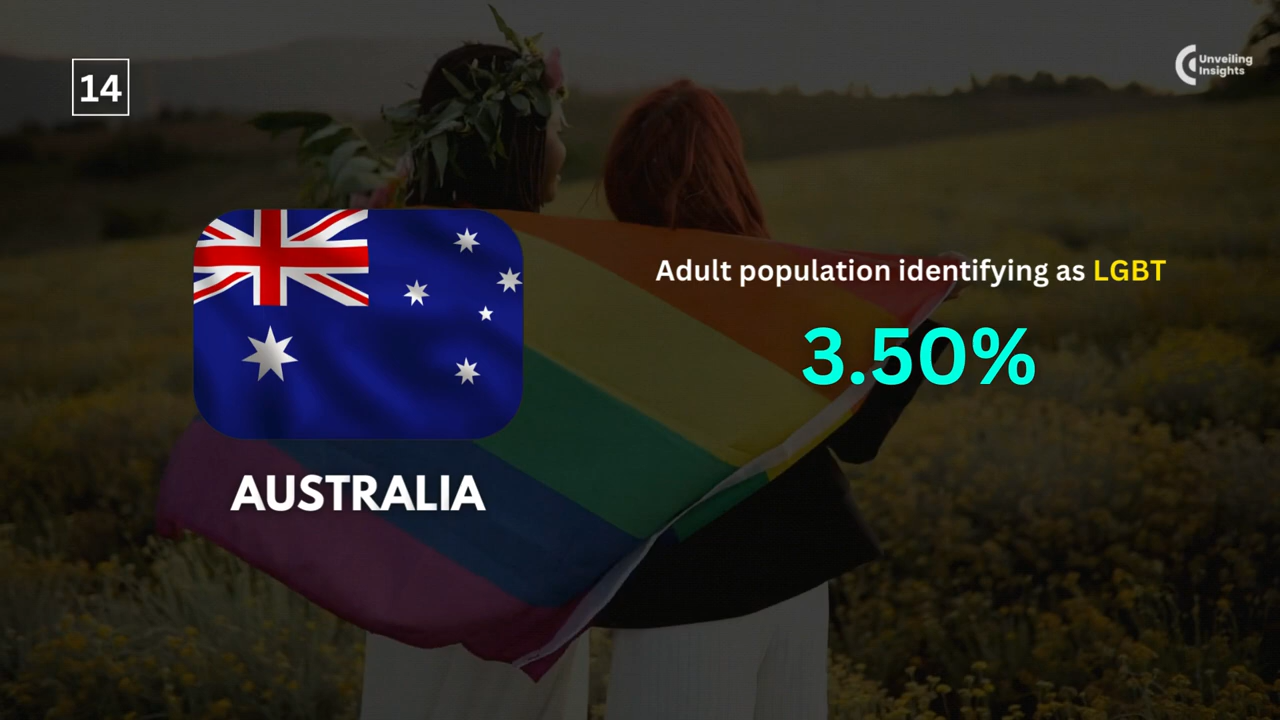 14
Unveiling
Insights
Adult population identifying as LGBT
3.50%
AUSTRALIA